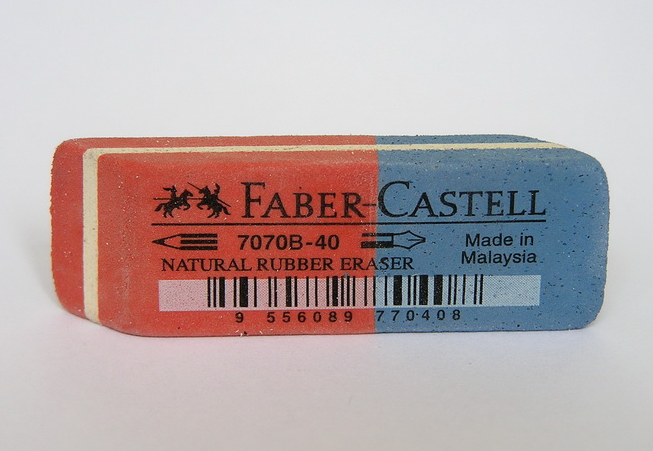 FABER-CASTELL
7070B-40
Made in
Malaysia
NATURAL RUBBER ERASER
9 556089 770408